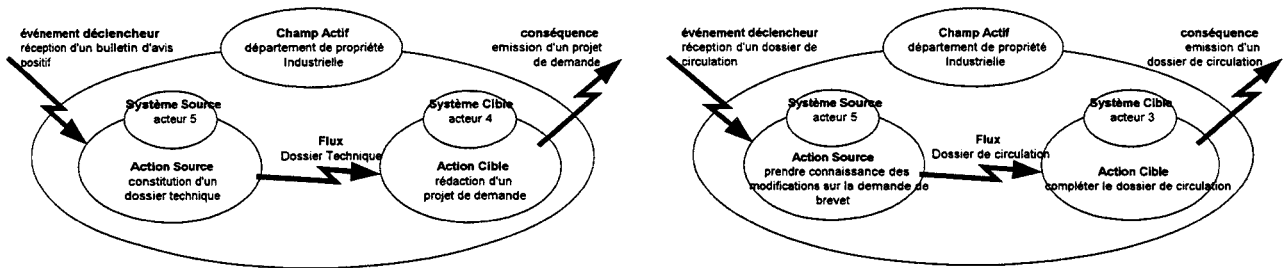 événement déclencheur
réception d'un bulletin d'avis
positif
Champ Actif
département de propriété
Industrielle
conséquence
emission d'un projet
de demande
Système Source
acteur 5
Système Cible
acteur 4
Flux
Dossier Technique
Action Source
constitution d'un
dossier technique
Action Cible
rédaction d'un
projet de demande
événement déclencheur
réception d'un dossier de
circulation
Champ Actif
département de propriété
Industrielle
conséquence
emission d'un
dossier de circulation
Système Source
acteur 5
Système Cible
acteur 3
Flux
Dossier de circulation
Action Source
prendre connaissance des
modifications sur la demande de
brevet
Action Cible
compléter le dossier de circulation